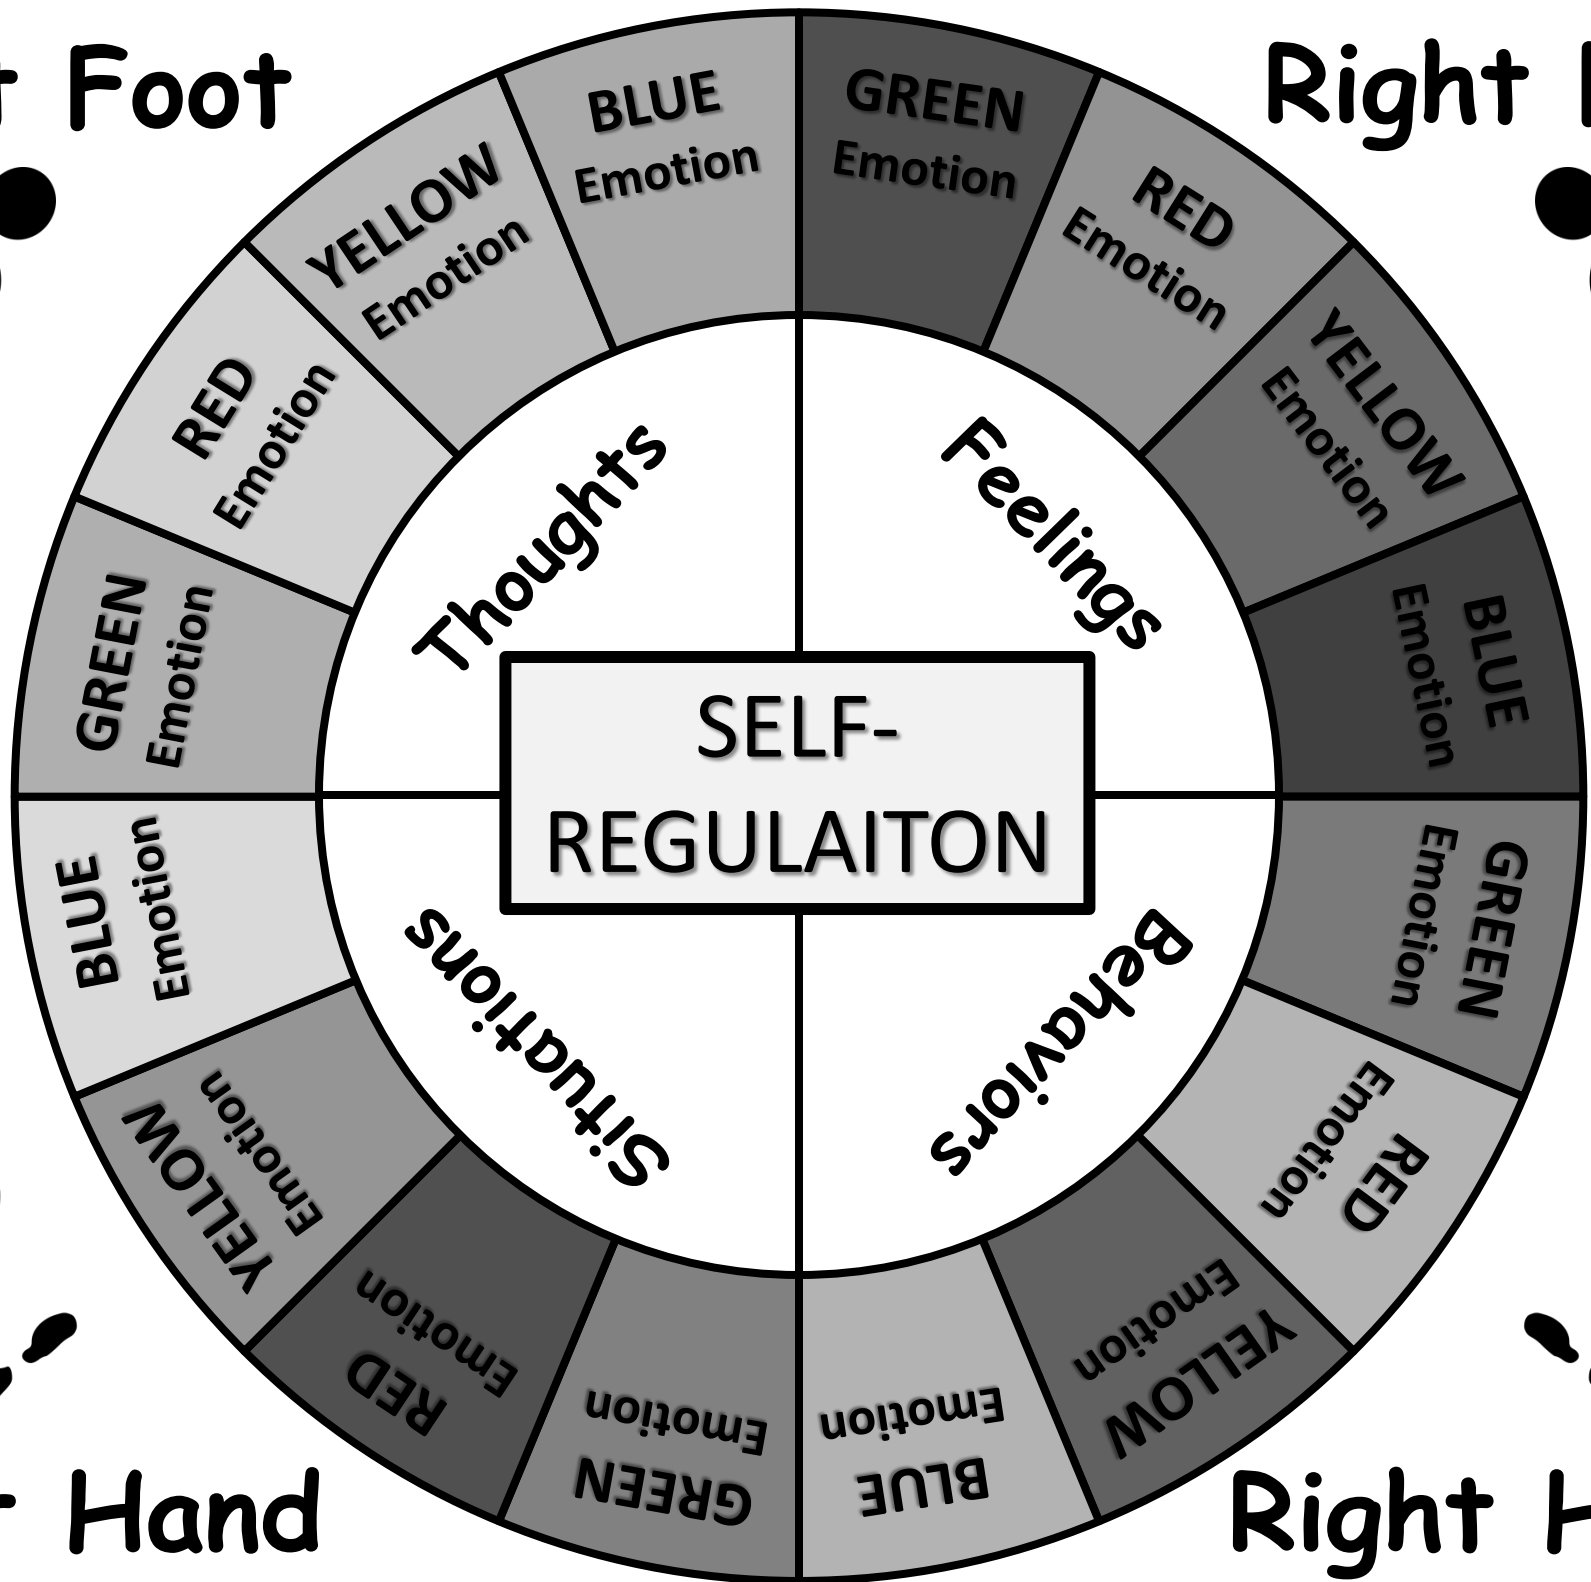 t Foot
Right
GREEN
Emotion
RED
Emotion
YELLOW
Emotion
BLUE
Emotion
GREEN
Emotion
RED
Emotion
YELLOW
Emotion
BLUE
Emotion
GREEN
Emotion
RED
Emotion
YELLOW
Emotion
BLUE
Emotion
GREEN
Emotion
RED
Emotion
YELLOW
Emotion
BLUE
Emotion
Thoughts
Feelings
SELF-
REGULAITON
Situations
Behaviors
Hand
Right H